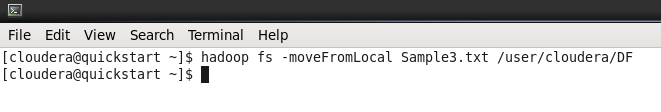 File Edit View Search Terminal Help
[cloudera@quickstart ~]$ hadoop fs -moveFromLocal Sample3.txt /user/cloudera/DF
[cloudera@quickstart ~]$